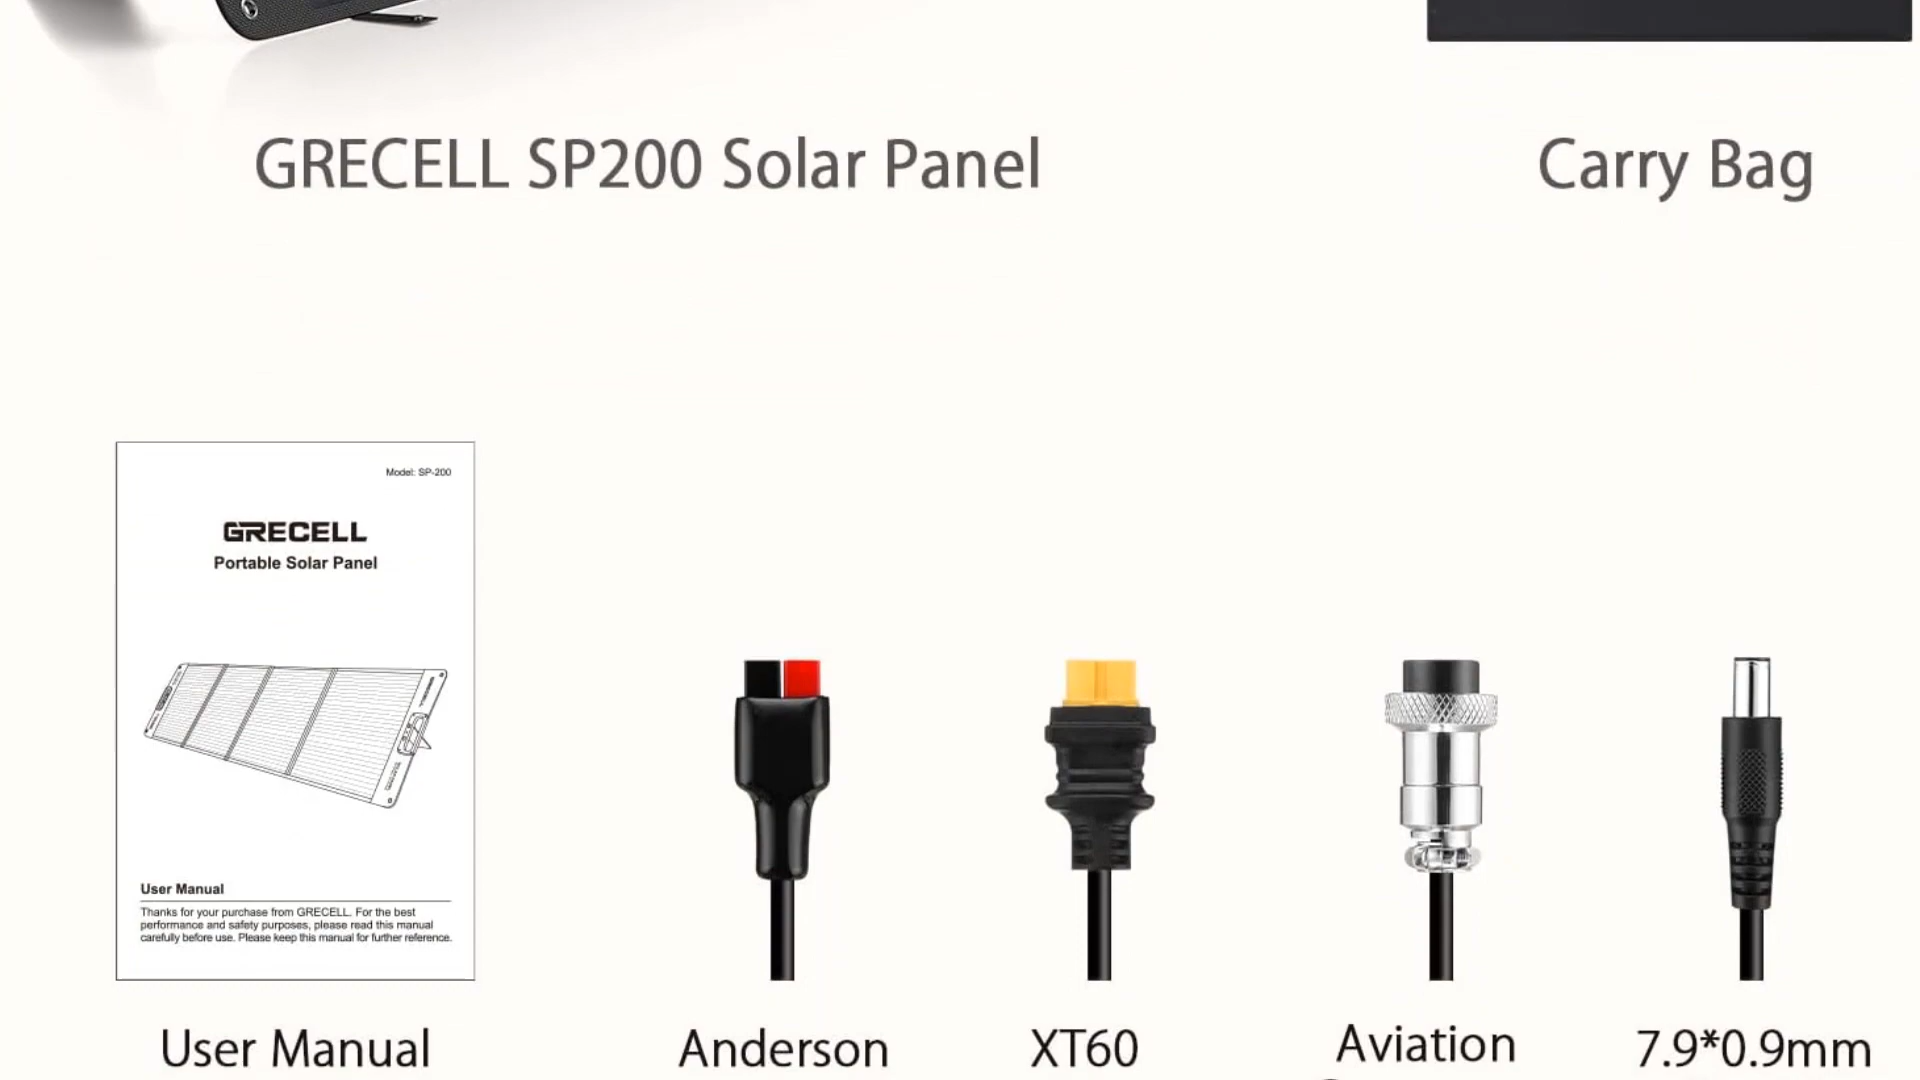 GRECELL SP200 Solar Panel
Carry Bag
Model: SP-200
GRECELL
Portable Solar Panel
User Manual
Thanks for your purchase from GRECELL. For the best
performance and safety purposes, please read this manual
carefully before use. Please keep this manual for further reference.
User Manual
Anderson
XT60
Aviation
7.9*0.9mm